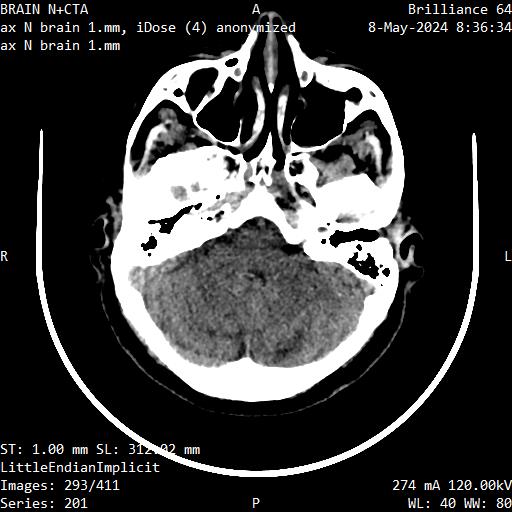 BRAIN N+CTA
ax N brain 1.mm, iDose (4) anonymized
ax N brain 1.mm
A
Brilliance 64
8-May-2024 8:36:34
R
L
ST: 1.00 mm SL: 312.02 mm
LittleEndianImplicit
Images: 293/411
Series: 201
P
274 mA 120.00kV
WL: 40 WW: 80